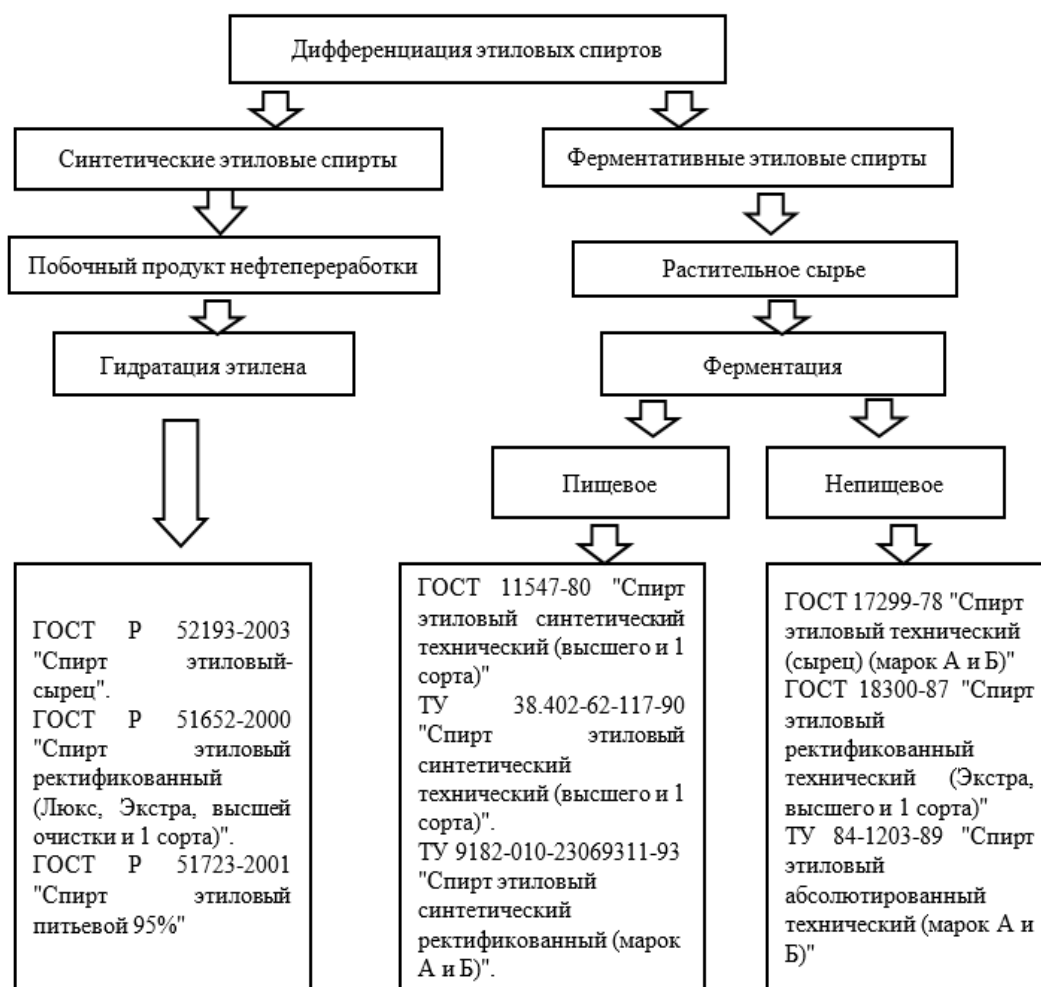 Дифференциация этиловых спиртов
Синтетические этиловые спирты
Ферментативные этиловые спирты
Побочный продукт нефтепереработки
Растительное сырье
Гидратация этилена
Ферментация
Пищевое
Непищевое
ГОСТ Р 52193-2003
"Спирт этиловый-
сырец".
ГОСТ Р 51652-2000
"Спирт этиловый
ректификованный
(Люкс, Экстра, высшей
очистки и 1 сорта)".
ГОСТ Р 51723-2001
"Спирт этиловый
питьевой 95%"
ГОСТ 11547-80 "Спирт
этиловый синтетический
технический (высшего и 1
сорта)"
ТУ 38.402-62-117-90
"Спирт этиловый
синтетический
технический (высшего и 1
сорта)".
ТУ 9182-010-23069311-93
"Спирт этиловый
синтетический
ректификованный (марок
А и Б)".
ГОСТ 17299-78 "Спирт
этиловый технический
(сырец) (марок А и Б)"
ГОСТ 18300-87 "Спирт
этиловый
ректификованный
технический (Экстра,
высшего и 1 сорта)"
ТУ 84-1203-89 "Спирт
этиловый
абсолютированный
технический (марок А и
Б)"